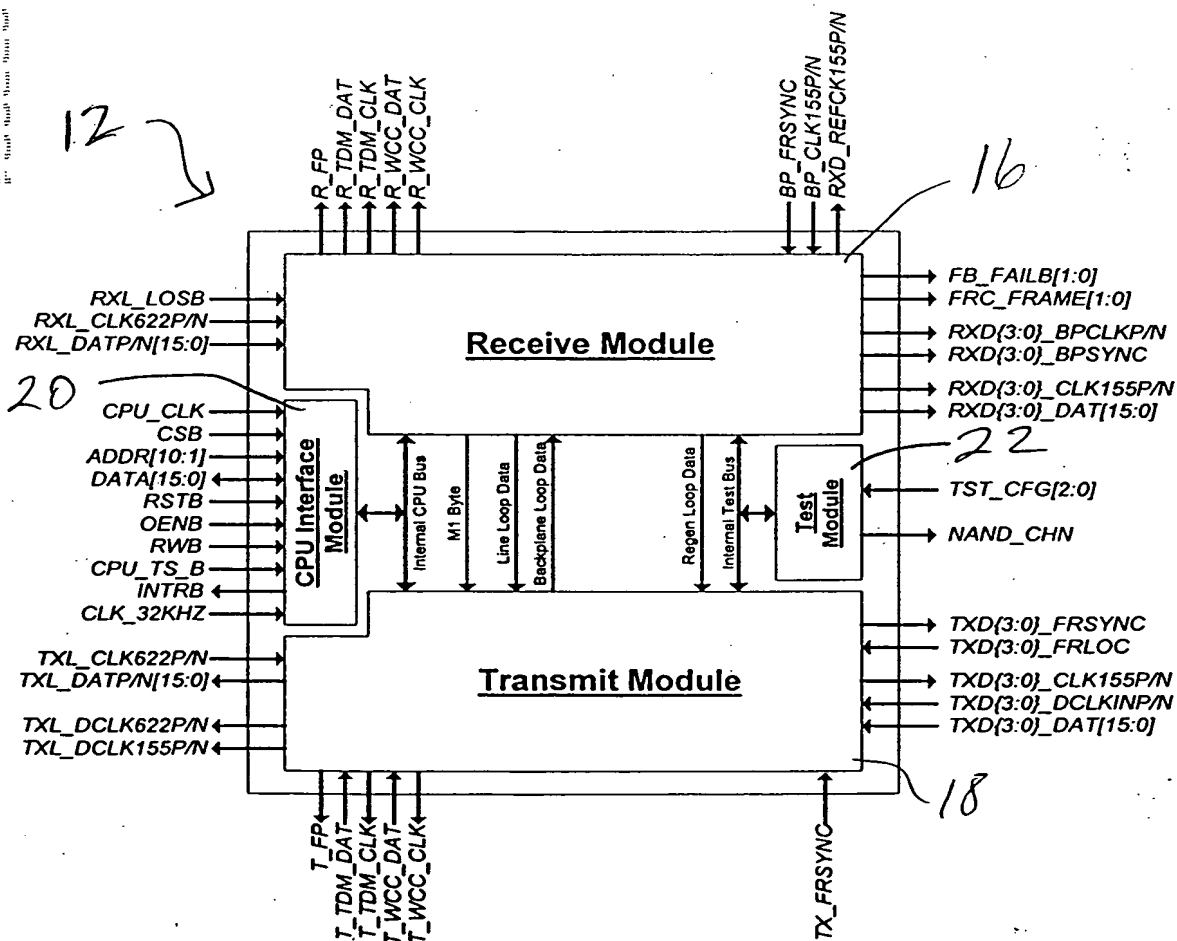 12
R_FP
R_TDM_DAT
R_TDM_CLK
R_WCC_DAT
R_WCC_CLK
BP_FRSYNC
BP_CLK155P/N
RXD_REFCK155P/N
16
RXL_LOSB
RXL_CLK622P/N
RXL_DATP/N[15:0]
Receive Module
FB_FAILB[1:0]
FRC_FRAME[1:0]
RXD{3:0}_BPCLKP/N
RXD{3:0}_BPSYNC
RXD{3:0}_CLK155P/N
RXD{3:0}_DAT[15:0]
20
CPU_CLK
CSB
ADDR[10:1]
DATA[15:0]
RSTB
OENB
RWB
CPU_TS_B
INTRB
CLK_32KHZ
CPU Interface
Module
Internal CPU Bus
M1 Byte
Line Loop Data
Backplane Loop Data
Regen Loop Data
Internal Test Bus
Test
Module
22
TST_CFG[2:0]
NAND_CHN
TXL_CLK622P/N
TXL_DATP/N[15:0]
TXL_DCLK622P/N
TXL_DCLK155P/N
Transmit Module
TXD{3:0}_FRSYNC
TXD{3:0}_FRLOC
TXD{3:0}_CLK155P/N
TXD{3:0}_DCLKINP/N
TXD{3:0}_DAT[15:0]
18
T_FP
T_TDM_DAT
T_TDM_CLK
T_WCC_DAT
T_WCC_CLK
TX_FRSYNC